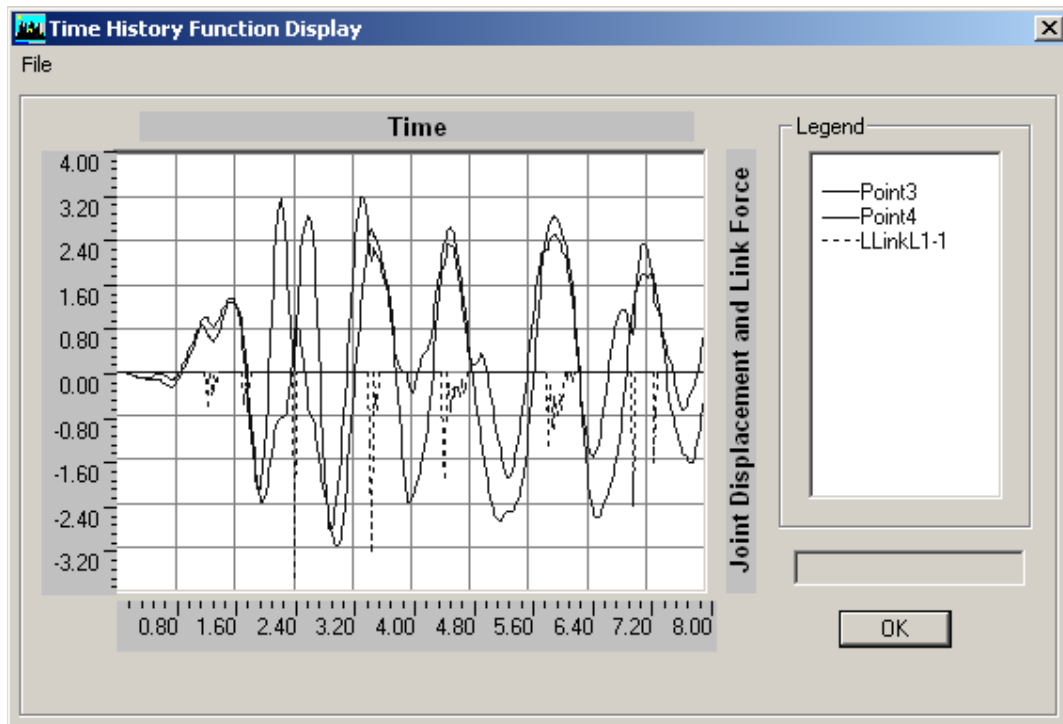 Time History Function Display
File
Time
4.00
3.20
2.40
1.60
0.80
0.00
-0.80
-1.60
-2.40
-3.20
0.80 1.60 2.40 3.20 4.00 4.80 5.60 6.40 7.20 8.00
Joint Displacement and Link Force
Legend
Point3
Point4
LLinkL1-1
OK